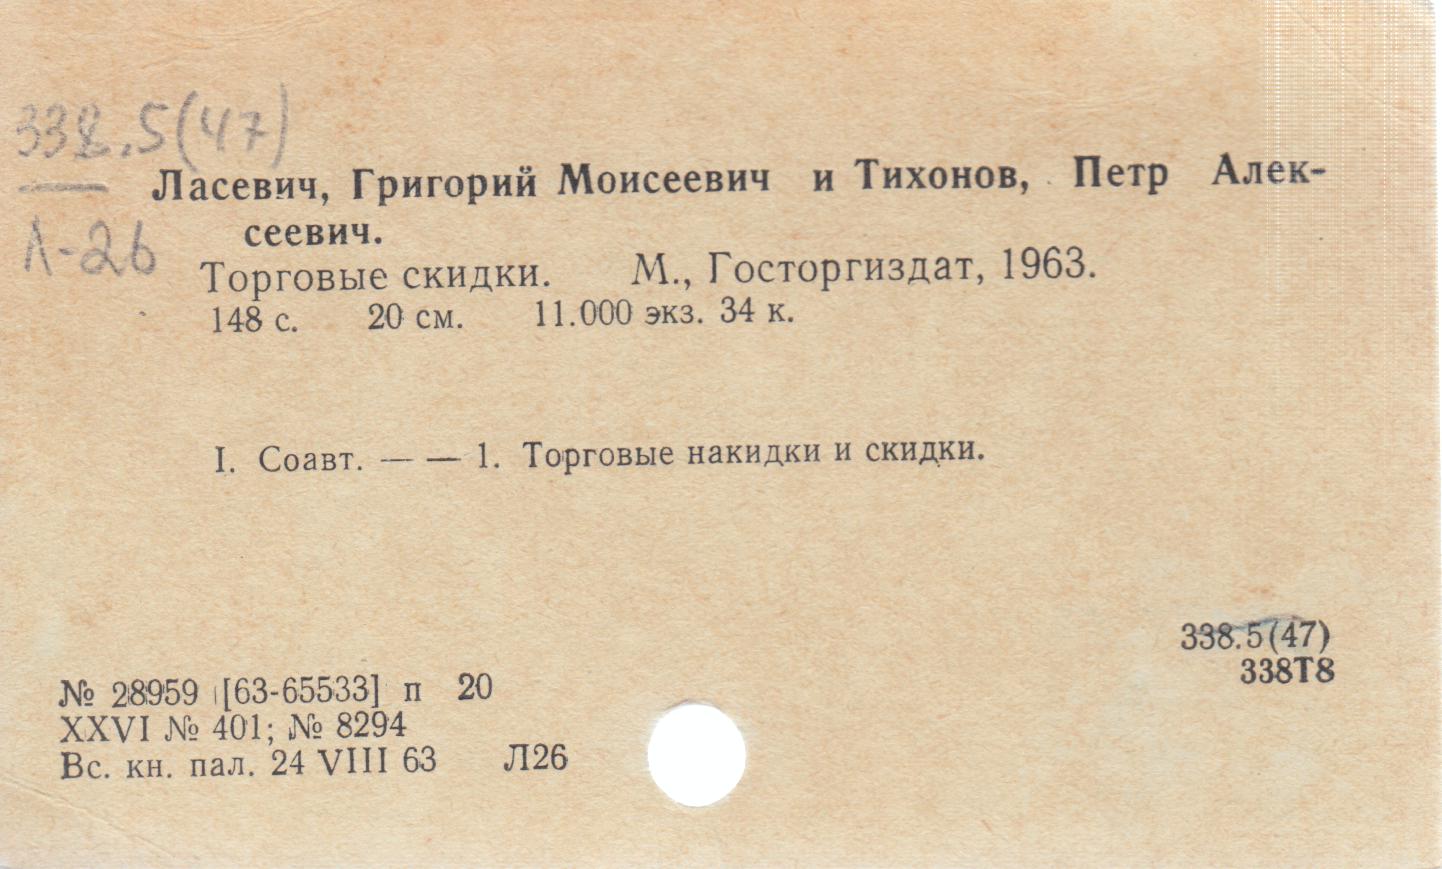 338.5(47)
Ласевич, Григорий Моисеевич и Тихонов, Петр Алек-
Л-26
сеевич.
Торговые скидки. М., Госторгиздат, 1963.
148 с. 20 см. 11.000 экз. 34 к.
I. Соавт. — — 1. Торговые накидки и скидки.
338.5(47)
338Т8
№ 28959 [63-65533] п 20
XXVI № 401; № 8294
Вс. кн. пал. 24 VIII 63 Л26